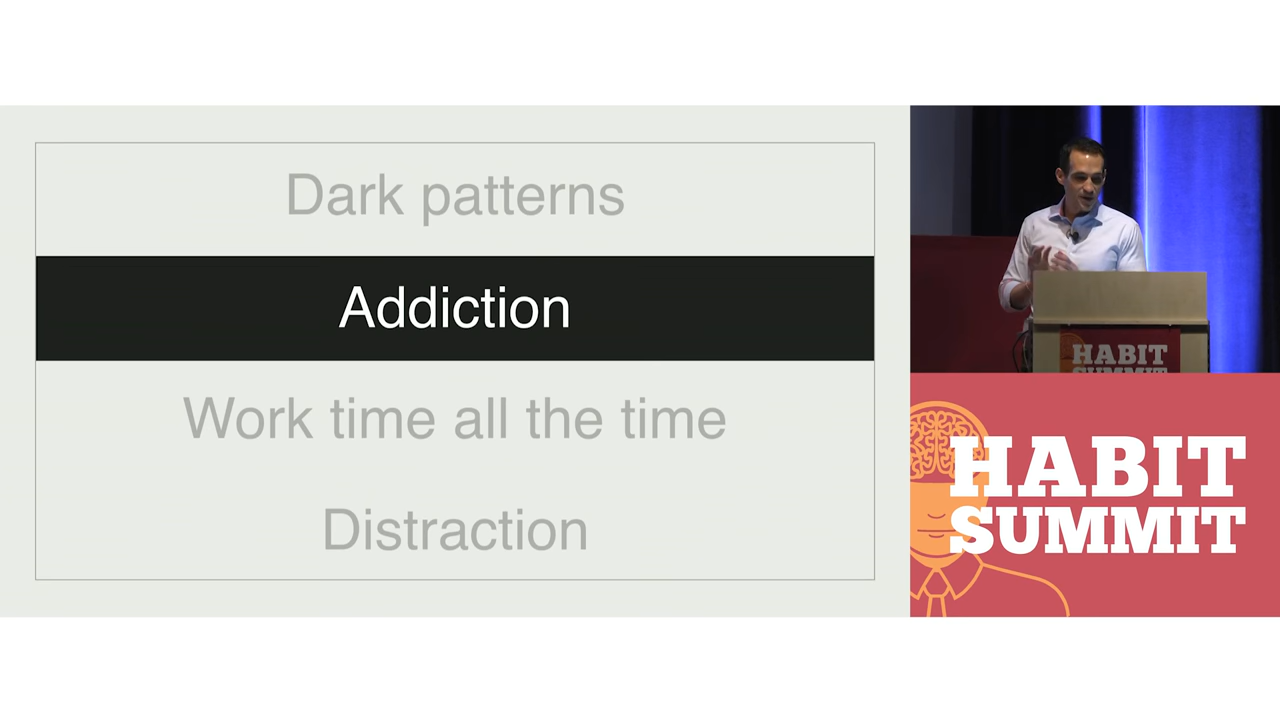 Dark patterns
Addiction
Work time all the time
Distraction
HABIT
SUMMIT
HABIT
SUMMIT